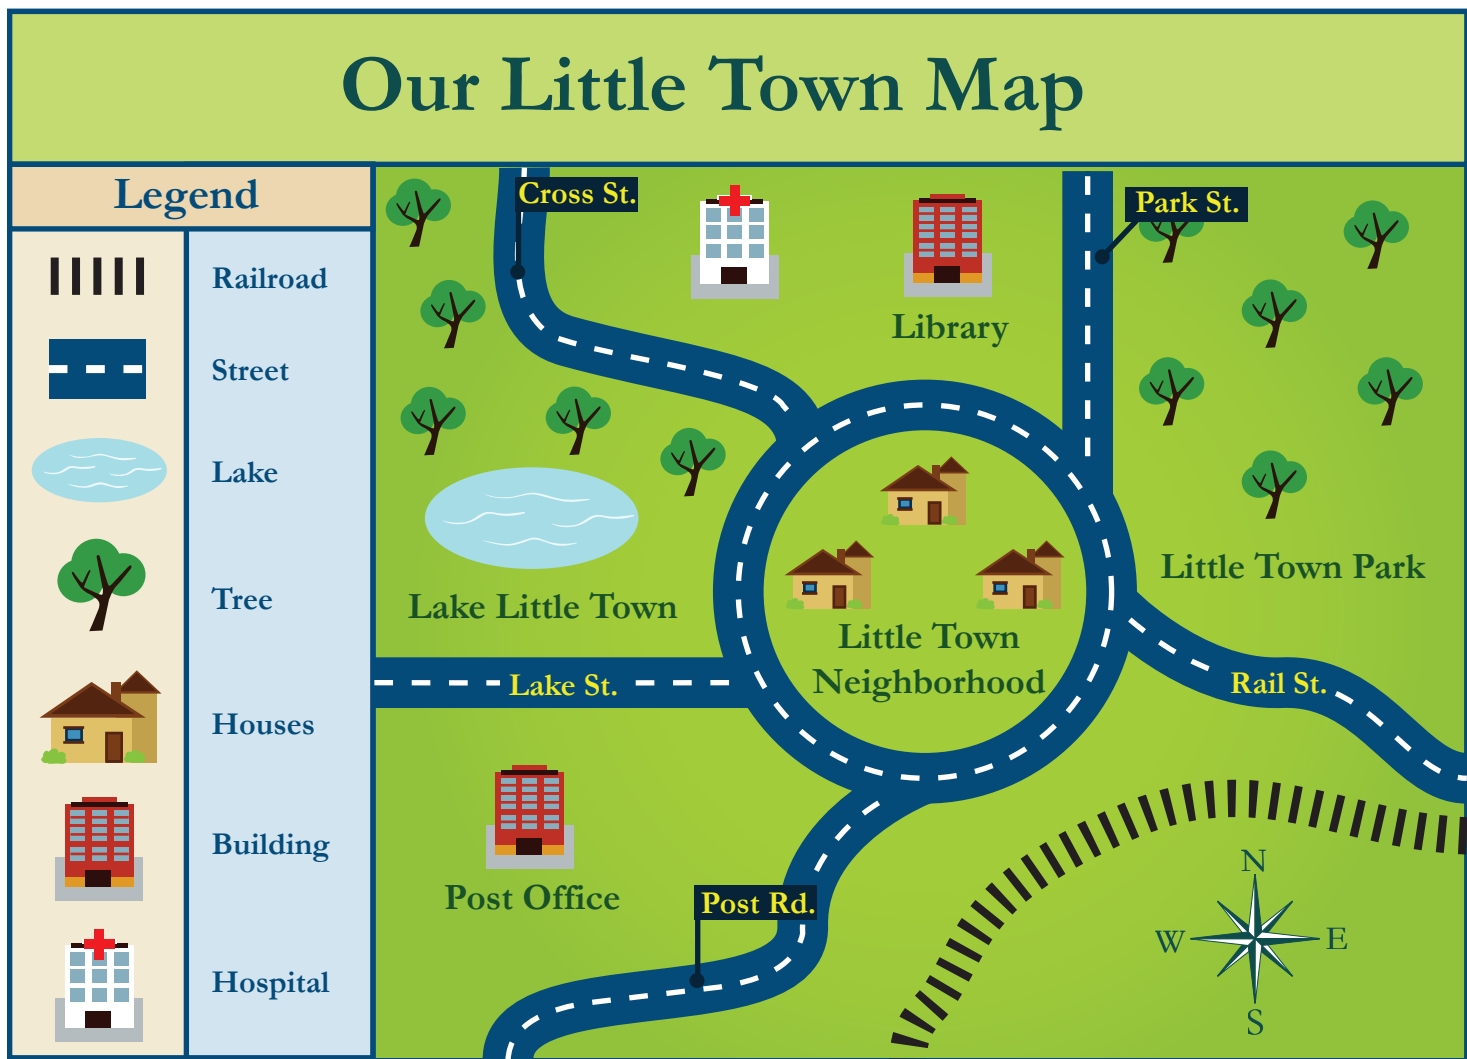 Our Little Town Map
Legend
Railroad
Street
Lake
Tree
Houses
Building
Hospital
Cross St.
Park St.
Library
Little Town Park
Lake Little Town
Little Town
Neighborhood
Lake St.
Rail St.
Post Office
Post Rd.
N
W
E
S